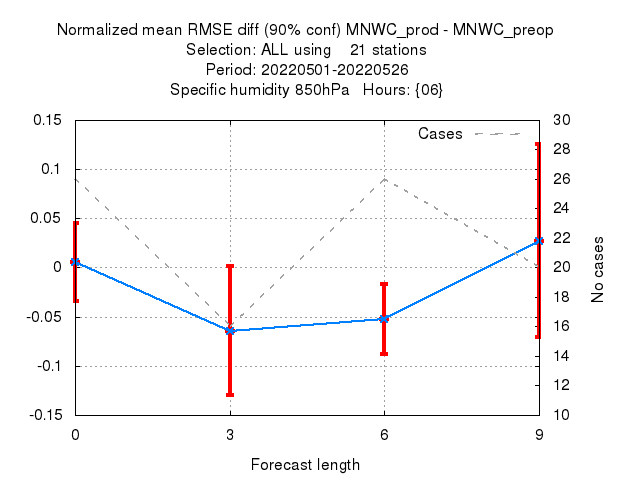 Normalized mean RMSE diff (90% conf) MNWC_prod - MNWC_preop
Selection: ALL using    21 stations
Period: 20220501-20220526
Specific humidity 850hPa   Hours: {06}
Cases
0.15
0.1
0.05
0
-0.05
-0.1
-0.15
30
28
26
24
22
20
18
16
14
12
10
No cases
0 3 6 9
Forecast length